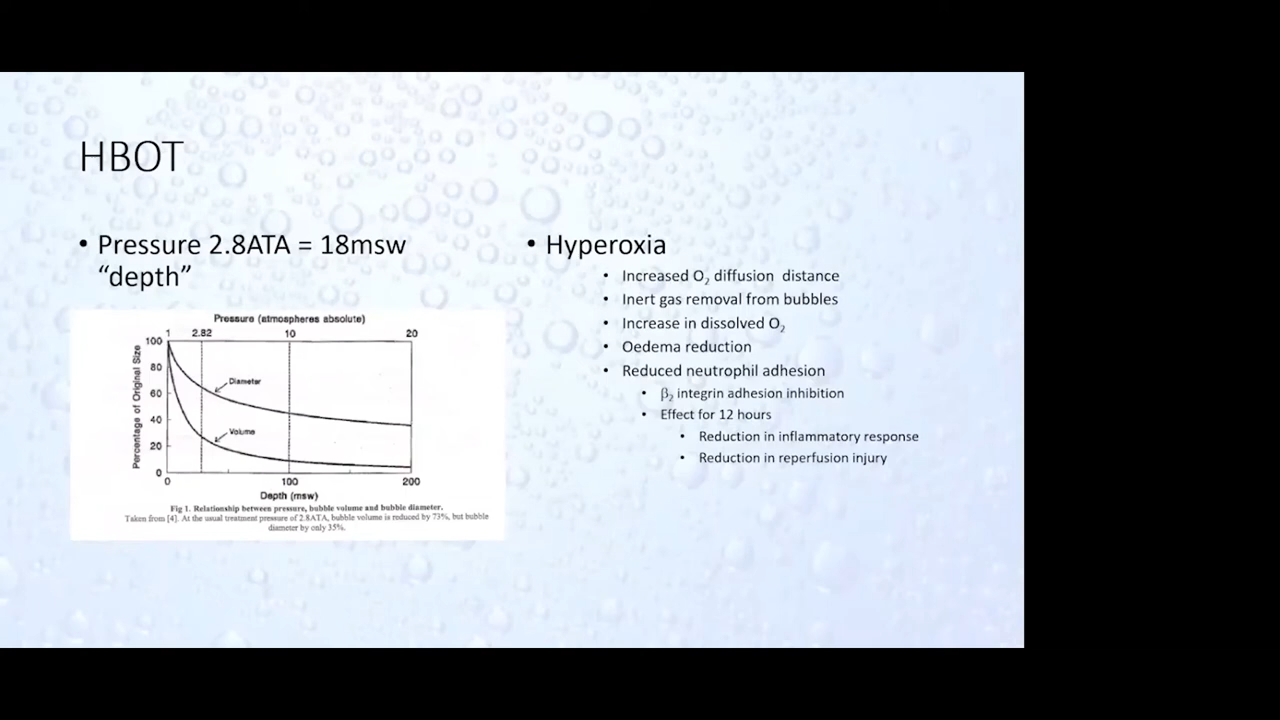 HBOT
• Pressure 2.8ATA = 18msw
“depth”
Pressure (atmospheres absolute)
1 2.82 10 20
Percentage of Original Size
100
80
60
40
20
0
Diameter
Volume
0 100 200
Depth (msw)
Fig 1. Relationship between pressure, bubble volume and bubble diameter.
Taken from [4]. At the usual treatment pressure of 2.8ATA, bubble volume is reduced by 73%, but bubble
diameter by only 35%.
• Hyperoxia
• Increased O₂ diffusion distance
• Inert gas removal from bubbles
• Increase in dissolved O₂
• Oedema reduction
• Reduced neutrophil adhesion
• β₂ integrin adhesion inhibition
• Effect for 12 hours
• Reduction in inflammatory response
• Reduction in reperfusion injury